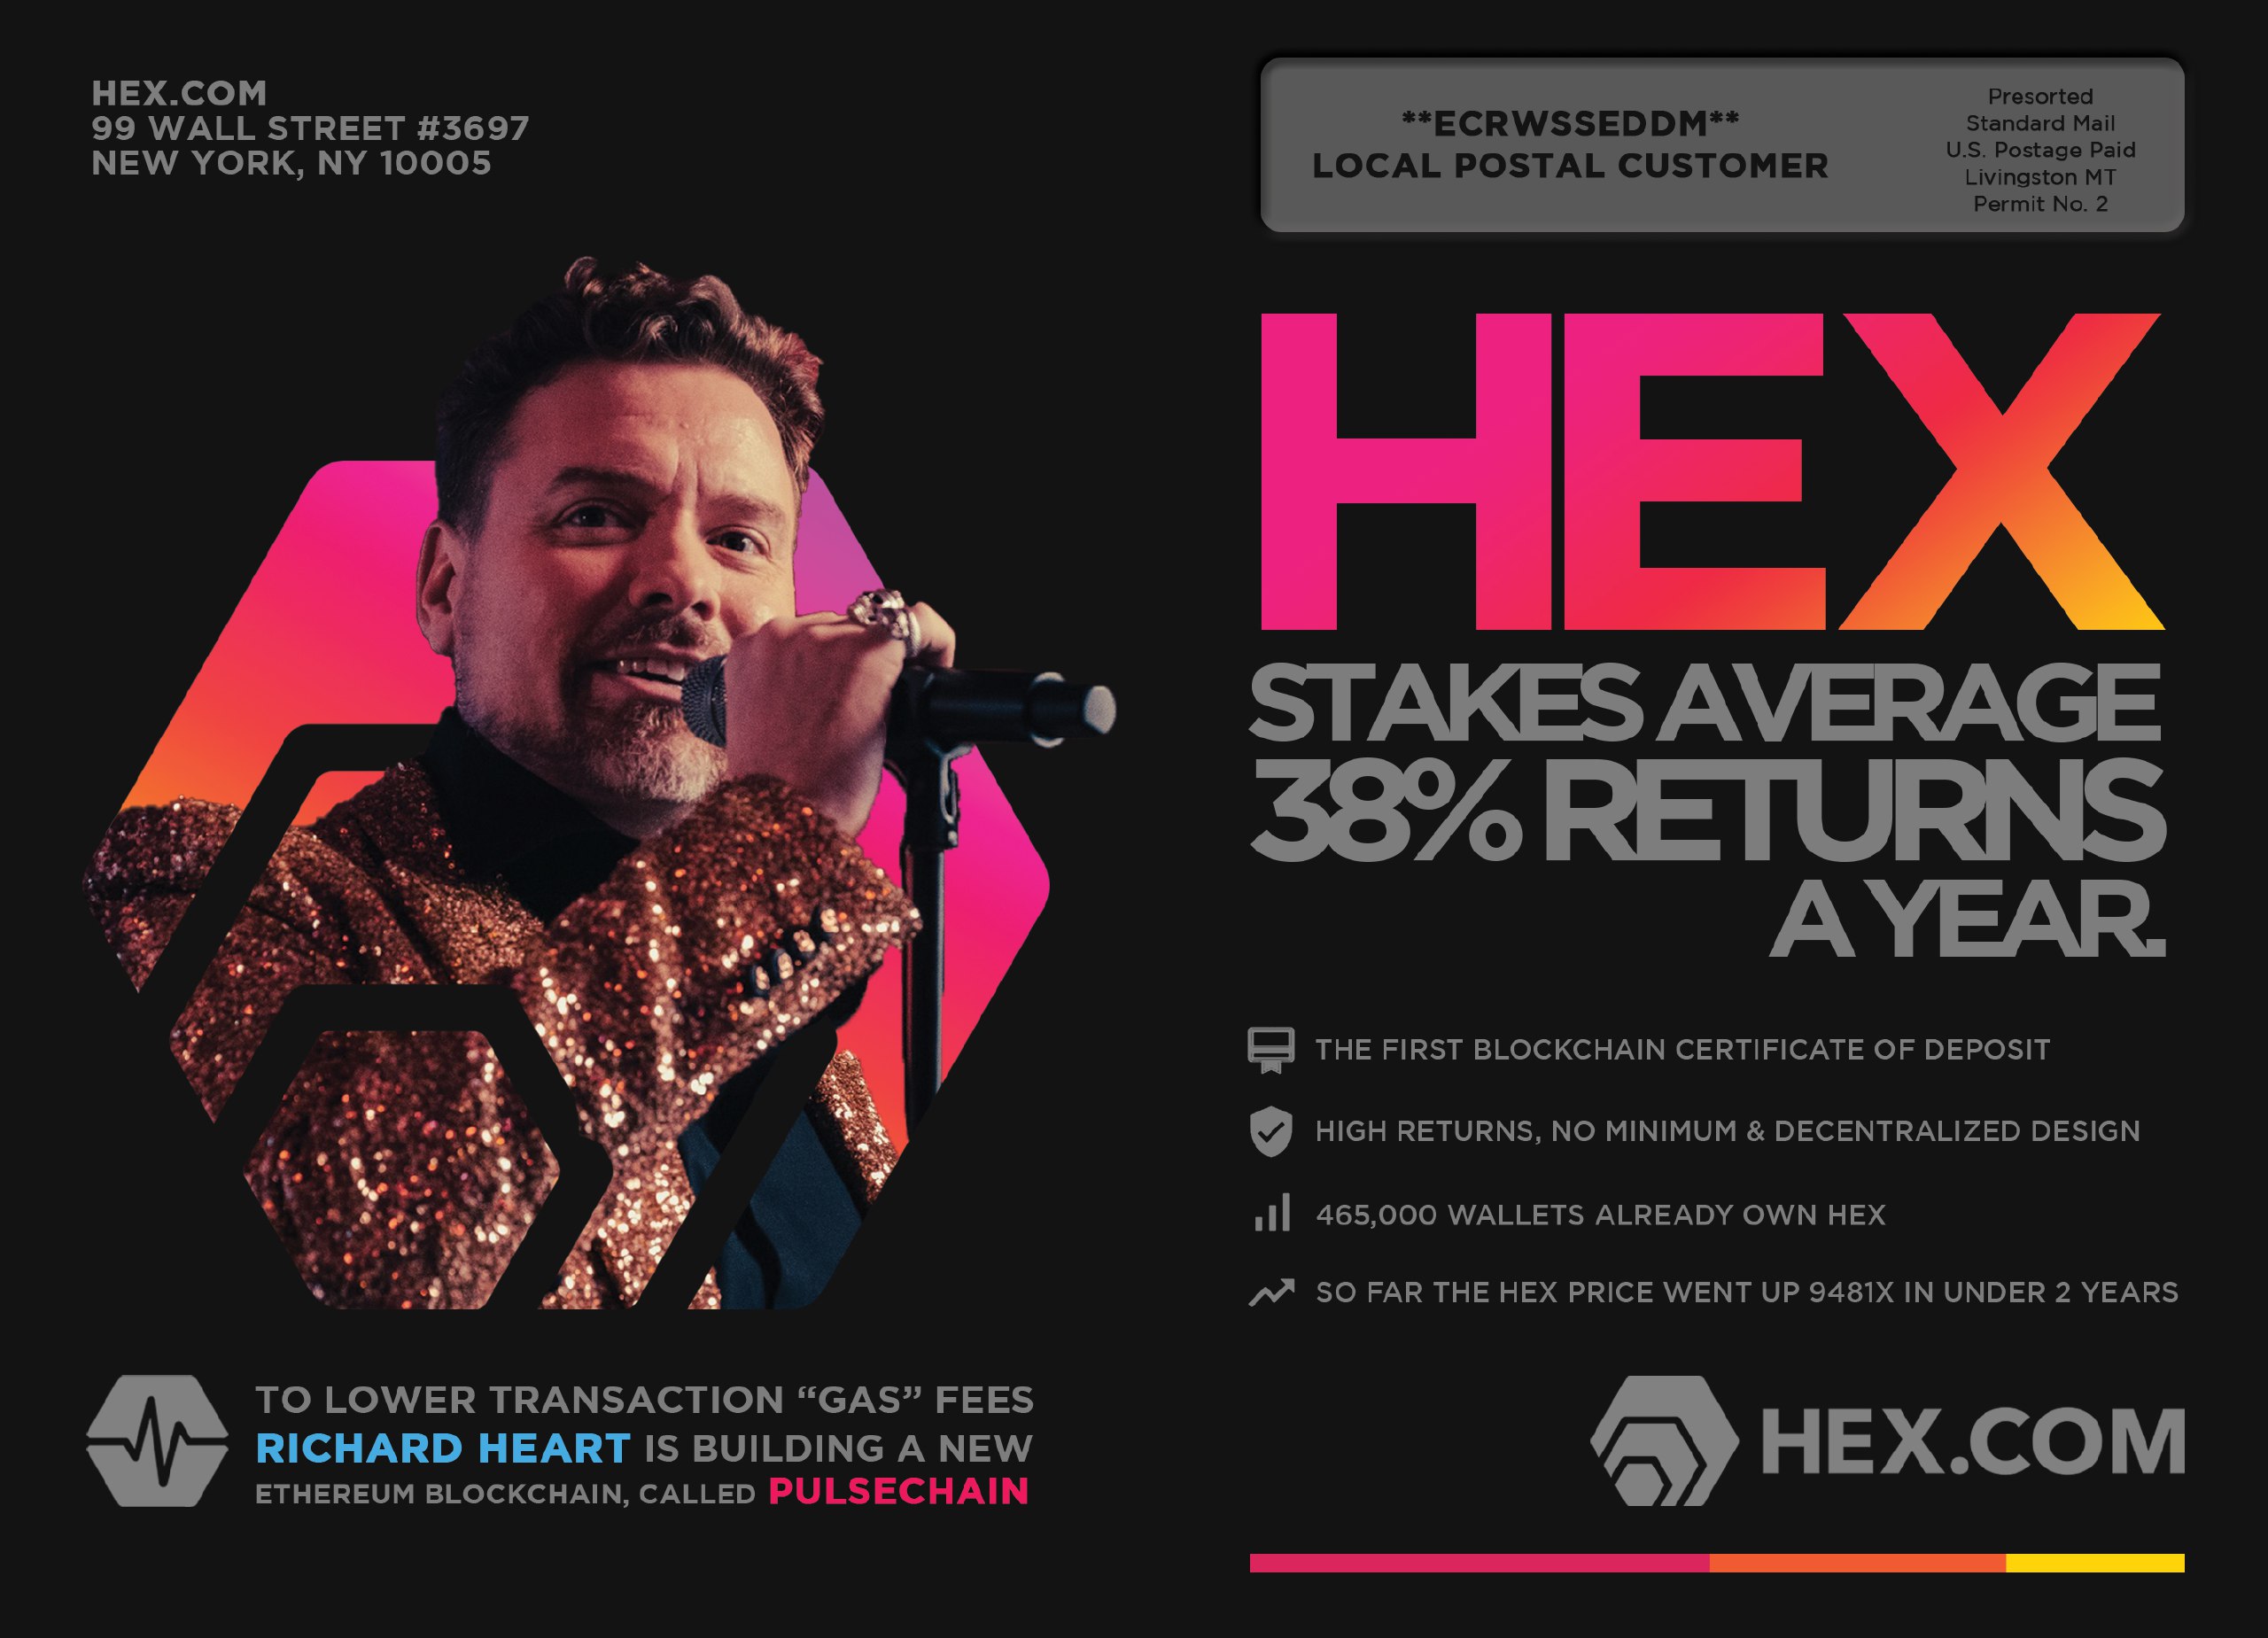 HEX.COM
99 WALL STREET #3697
NEW YORK, NY 10005
**ECRWSSEDDM**
LOCAL POSTAL CUSTOMER
Presorted
Standard Mail
U.S. Postage Paid
Livingston MT
Permit No. 2
HEX
STAKES AVERAGE
38% RETURNS
A YEAR.
THE FIRST BLOCKCHAIN CERTIFICATE OF DEPOSIT
HIGH RETURNS, NO MINIMUM & DECENTRALIZED DESIGN
465,000 WALLETS ALREADY OWN HEX
SO FAR THE HEX PRICE WENT UP 9481X IN UNDER 2 YEARS
TO LOWER TRANSACTION “GAS” FEES
RICHARD HEART IS BUILDING A NEW
ETHEREUM BLOCKCHAIN, CALLED PULSECHAIN
HEX.COM